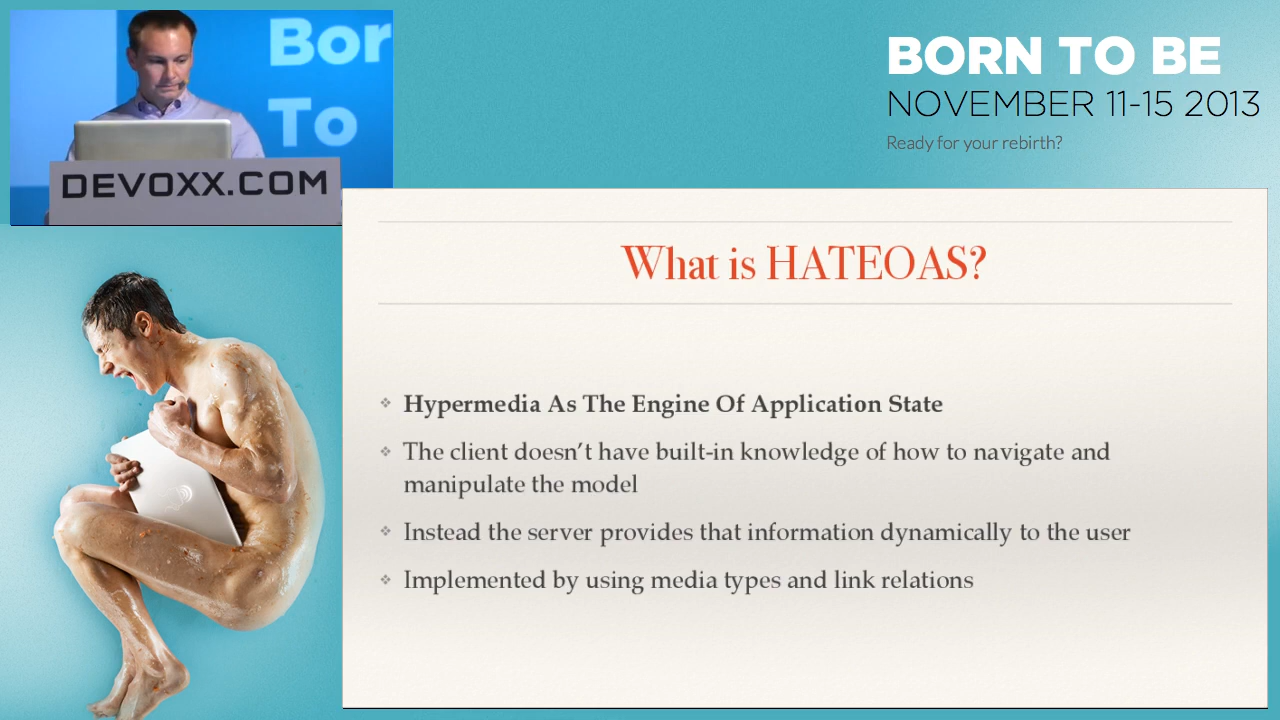 Bor
To
DEVOXX.COM
BORN TO BE
NOVEMBER 11-15 2013
Ready for your rebirth?
What is HATEOAS?
Hypermedia As The Engine Of Application State
The client doesn’t have built-in knowledge of how to navigate and
manipulate the model
Instead the server provides that information dynamically to the user
Implemented by using media types and link relations